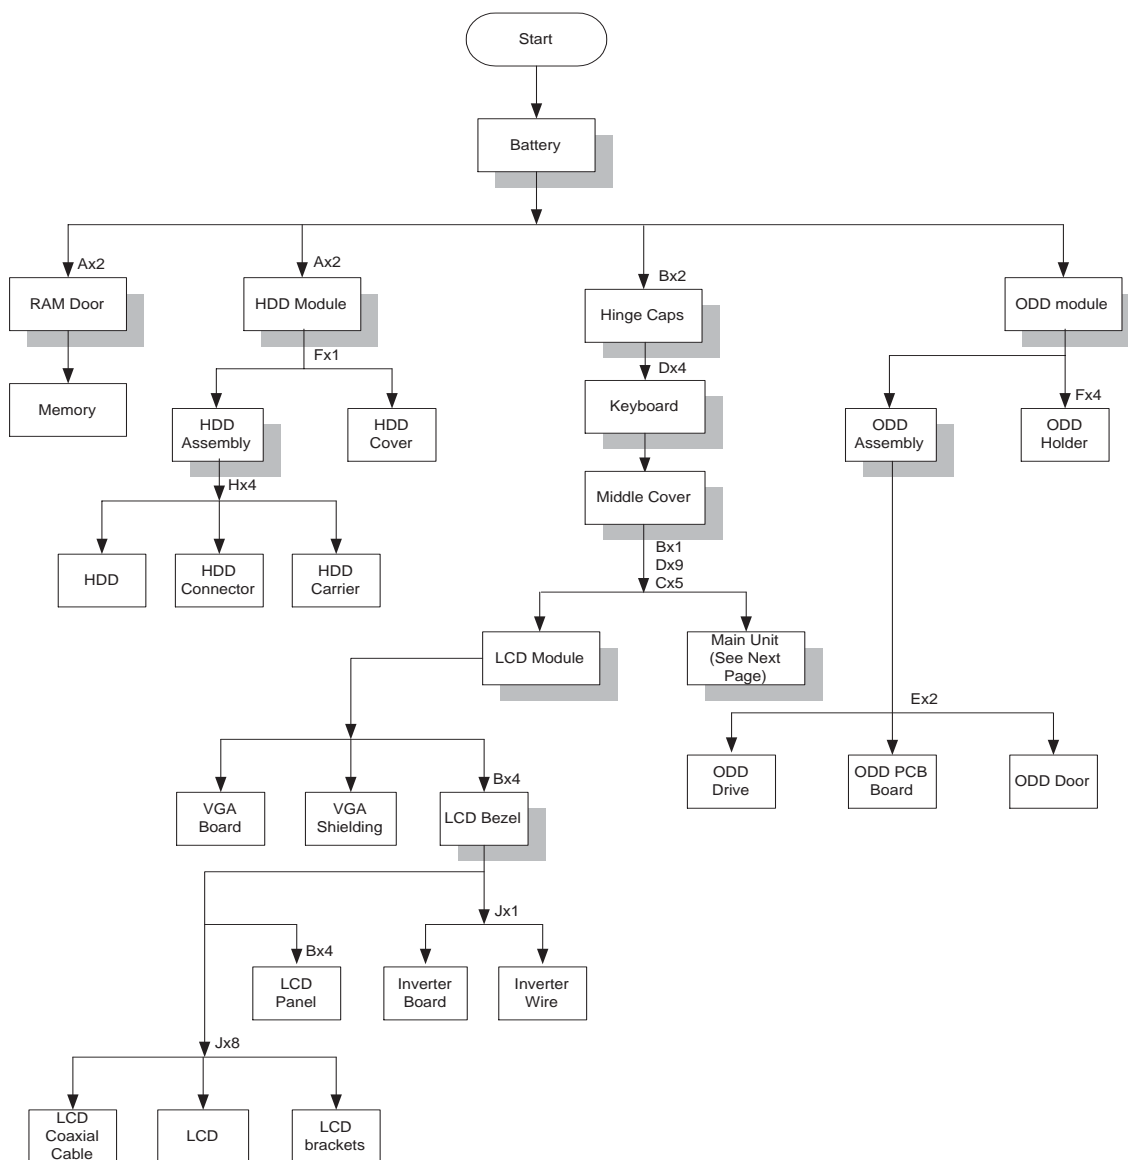 Start
Battery
Ax2
Ax2
Bx2
RAM Door
HDD Module
Hinge Caps
ODD module
Fx1
Dx4
Memory
HDD
Assembly
HDD
Cover
Keyboard
ODD
Assembly
Fx4
ODD
Holder
Hx4
Middle Cover
HDD
HDD
Connector
HDD
Carrier
Bx1
Dx9
Cx5
LCD Module
Main Unit
(See Next
Page)
Ex2
ODD
Drive
ODD PCB
Board
ODD Door
Bx4
VGA
Board
VGA
Shielding
LCD Bezel
Jx1
Bx4
LCD
Panel
Inverter
Board
Inverter
Wire
Jx8
LCD
Coaxial
Cable
LCD
LCD
brackets